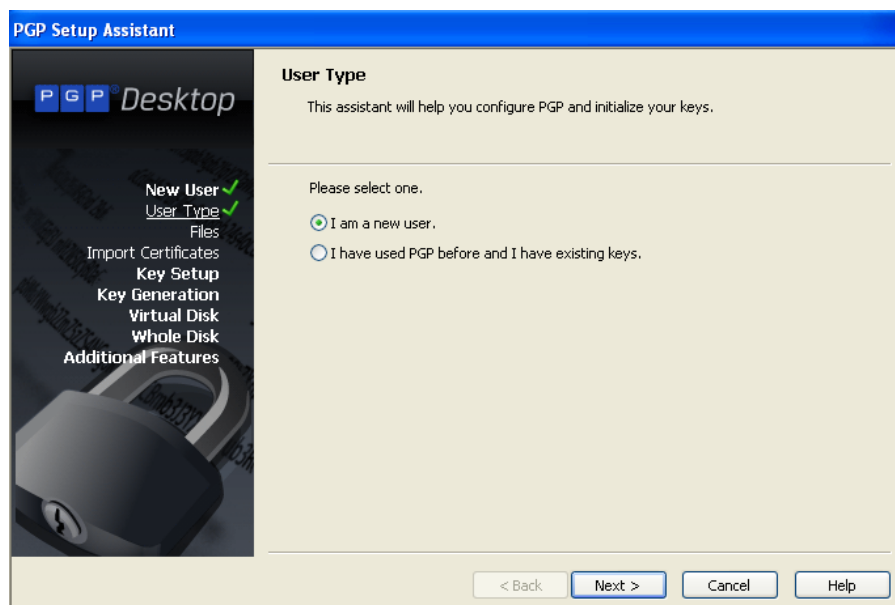 PGP Setup Assistant
PGP® Desktop
New User
User Type
Files
Import Certificates
Key Setup
Key Generation
Virtual Disk
Whole Disk
Additional Features
User Type
This assistant will help you configure PGP and initialize your keys.
Please select one.
I am a new user.
I have used PGP before and I have existing keys.
< Back
Next >
Cancel
Help